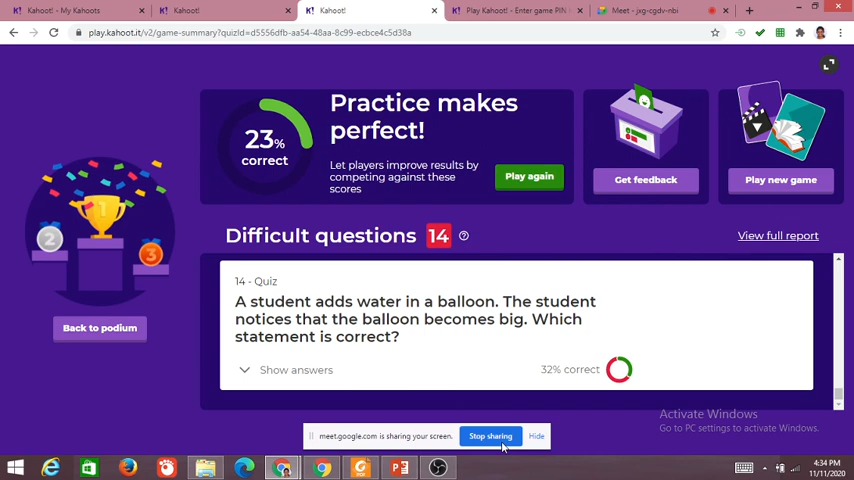 Kahoot! - My Kahoots
Kahoot!
Kahoot!
Play Kahoot! - Enter game PIN
Meet - jxg-cgdv-nbi
play.kahoot.it/v2/game-summary?quizId=d5556dfb-aa54-48aa-8c99-ecbce4c5d38a
23%
correct
Practice makes
perfect!
Let players improve results by
competing against these
scores
Play again
Get feedback
Play new game
Difficult questions 14
View full report
1
2
3
Back to podium
14 - Quiz
A student adds water in a balloon. The student
notices that the balloon becomes big. Which
statement is correct?
Show answers
32% correct
Activate Windows
Go to PC settings to activate Windows.
meet.google.com is sharing your screen.
Stop sharing
Hide
4:34 PM
11/11/2020